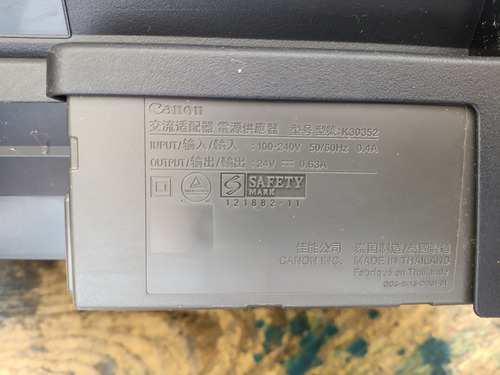 Canon
交流适配器 電源供應器 型号/型號:K30352
INPUT/输入/輸入 :100-240V 50/60Hz 0.4A
OUTPUT/输出/輸出:24V ⎓ 0.63A
S SAFETY
MARK
121882-11
佳能公司 泰国制造/泰國製造
CANON INC. MADE IN THAILAND
Fabriqué en Thaïlande